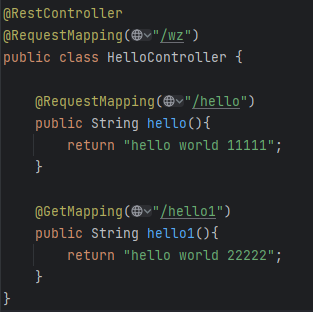 @RestController
@RequestMapping("/wz")
public class HelloController {
@RequestMapping("/hello")
public String hello(){
return "hello world 11111";
}
@GetMapping("/hello1")
public String hello1(){
return "hello world 22222";
}
}